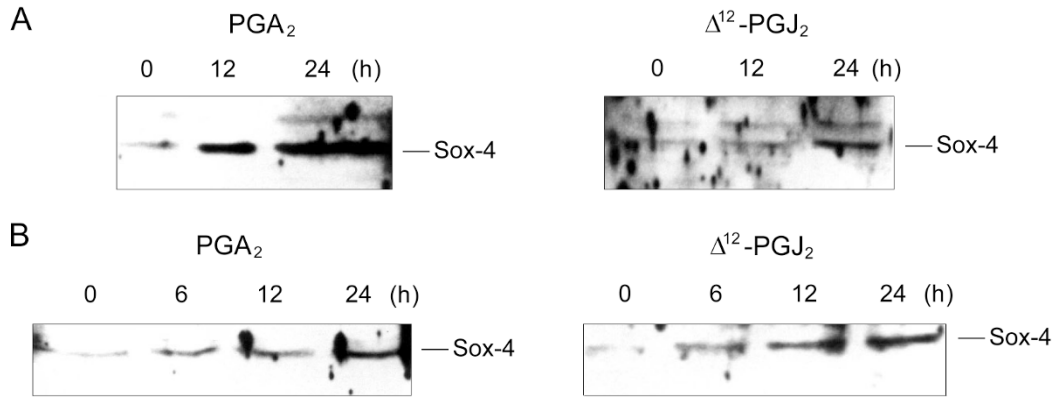 A
PGA₂
Δ¹²-PGJ₂
0 12 24 (h)
0 12 24 (h)
Sox-4
Sox-4
B
PGA₂
Δ¹²-PGJ₂
0 6 12 24 (h)
0 6 12 24 (h)
Sox-4
Sox-4